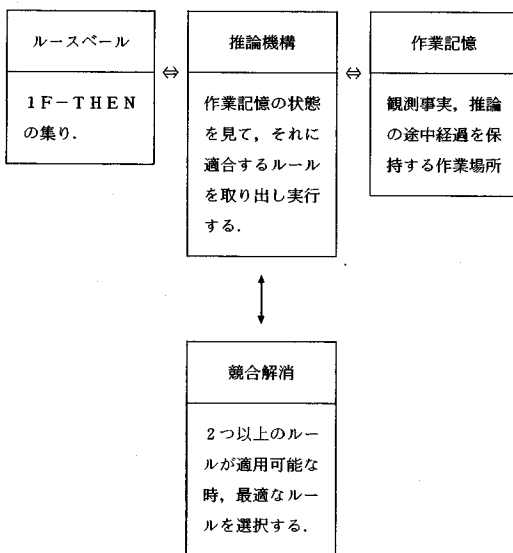 ルースベール
1F-THEN
の集り.
⇔
推論機構
作業記憶の状態
を見て,それに
適合するルール
を取り出し実行
する.
⇔
作業記憶
観測事実,推論
の途中経過を保
持する作業場所
競合解消
2つ以上のルー
ルが適用可能な
時,最適なルー
ルを選択する.